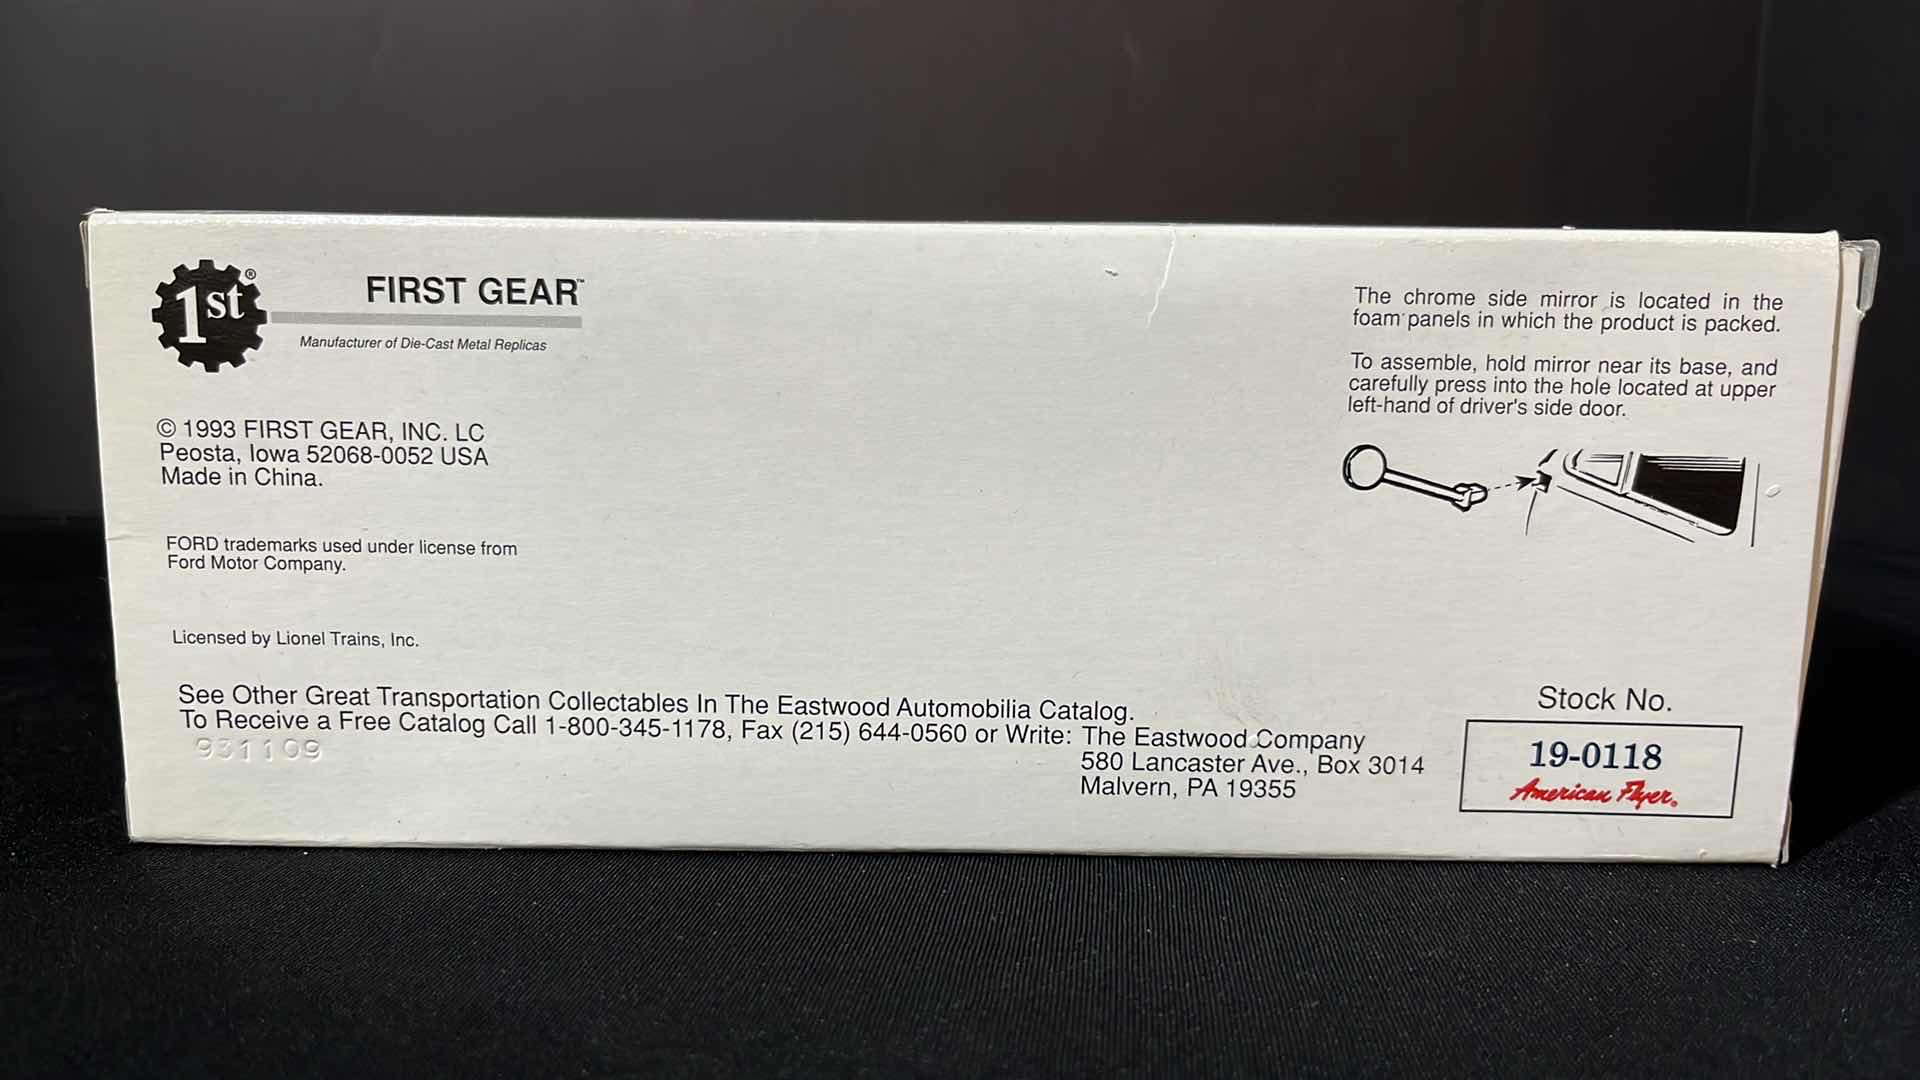 1st®
FIRST GEAR™
Manufacturer of Die-Cast Metal Replicas
© 1993 FIRST GEAR, INC. LC
Peosta, Iowa 52068-0052 USA
Made in China.
FORD trademarks used under license from
Ford Motor Company.
Licensed by Lionel Trains, Inc.
See Other Great Transportation Collectables In The Eastwood Automobilia Catalog.
To Receive a Free Catalog Call 1-800-345-1178, Fax (215) 644-0560 or Write: The Eastwood Company
580 Lancaster Ave., Box 3014
Malvern, PA 19355
931109
The chrome side mirror is located in the
foam panels in which the product is packed.
To assemble, hold mirror near its base, and
carefully press into the hole located at upper
left-hand of driver's side door.
Stock No.
19-0118
American Flyer.